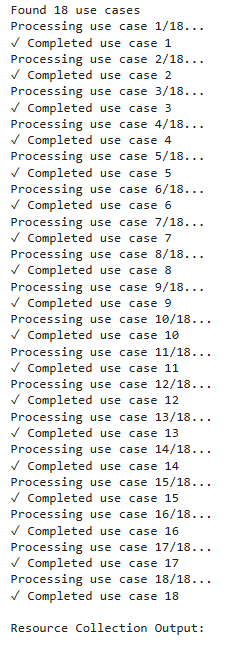 Found 18 use cases
Processing use case 1/18...
✓ Completed use case 1
Processing use case 2/18...
✓ Completed use case 2
Processing use case 3/18...
✓ Completed use case 3
Processing use case 4/18...
✓ Completed use case 4
Processing use case 5/18...
✓ Completed use case 5
Processing use case 6/18...
✓ Completed use case 6
Processing use case 7/18...
✓ Completed use case 7
Processing use case 8/18...
✓ Completed use case 8
Processing use case 9/18...
✓ Completed use case 9
Processing use case 10/18...
✓ Completed use case 10
Processing use case 11/18...
✓ Completed use case 11
Processing use case 12/18...
✓ Completed use case 12
Processing use case 13/18...
✓ Completed use case 13
Processing use case 14/18...
✓ Completed use case 14
Processing use case 15/18...
✓ Completed use case 15
Processing use case 16/18...
✓ Completed use case 16
Processing use case 17/18...
✓ Completed use case 17
Processing use case 18/18...
✓ Completed use case 18

Resource Collection Output: